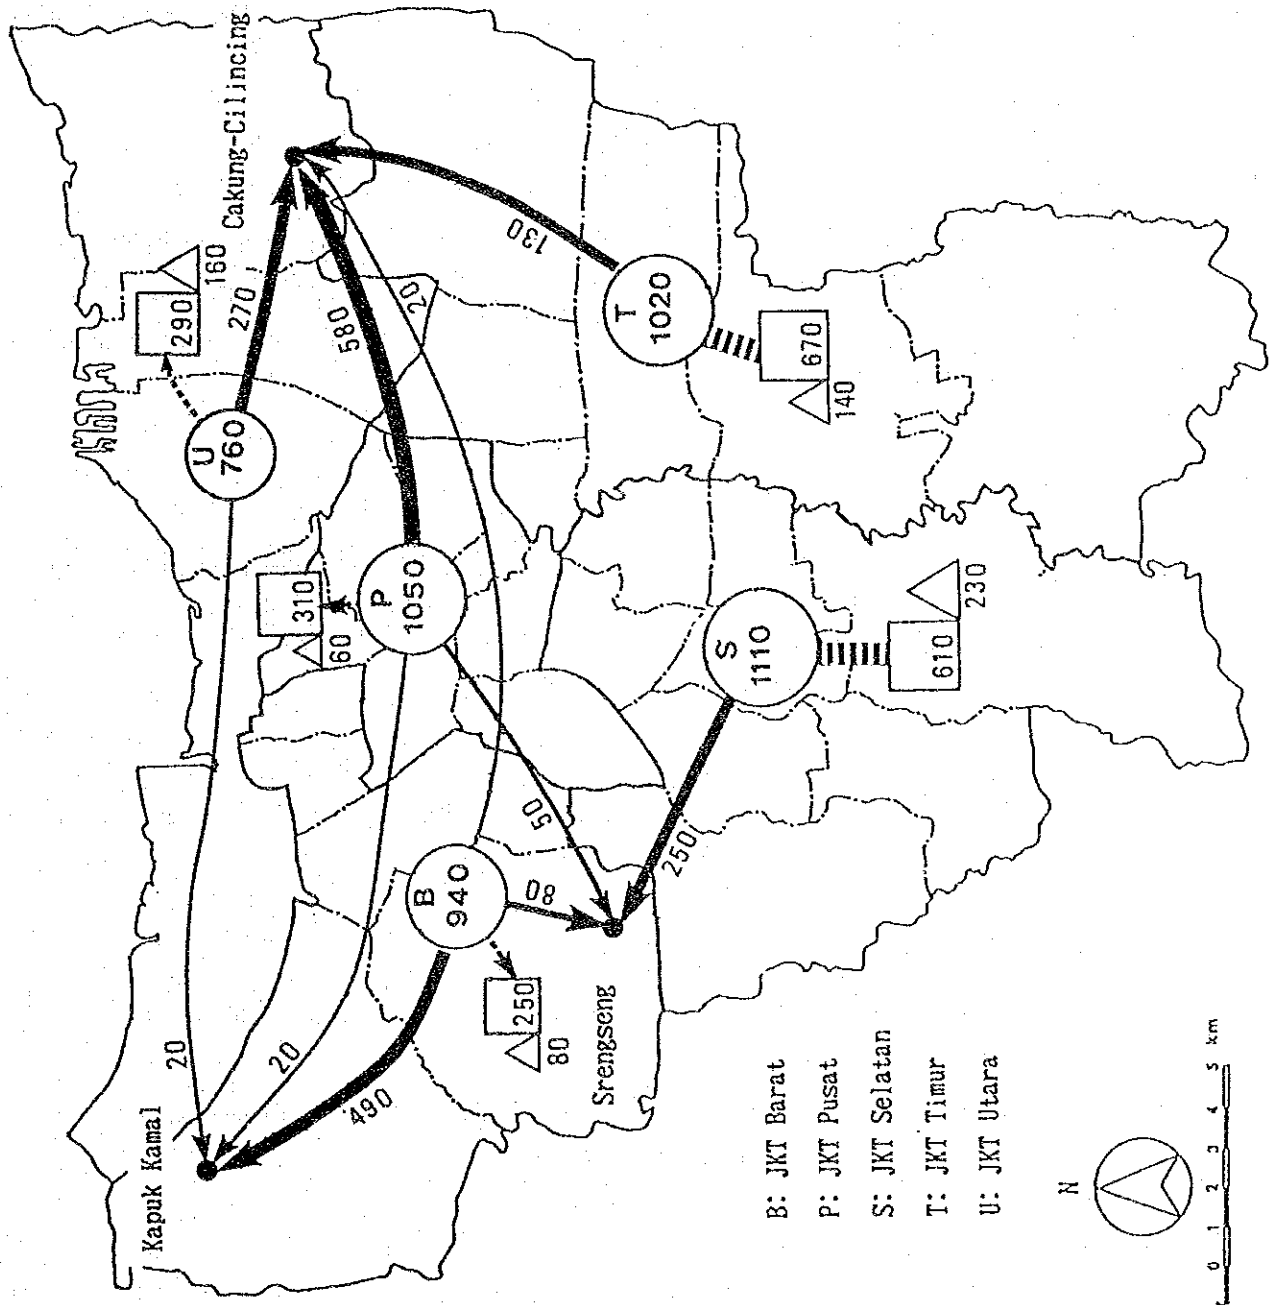 Kapuk Kamal
Cakung-Cilincing
Srengseng
U
760
P
1050
B
940
S
1110
T
1020
290
160
310
60
250
80
610
230
670
140
270
580
20
130
20
20
490
80
50
250
B: JKT Barat
P: JKT Pusat
S: JKT Selatan
T: JKT Timur
U: JKT Utara
N
0 1 2 3 4 5 km